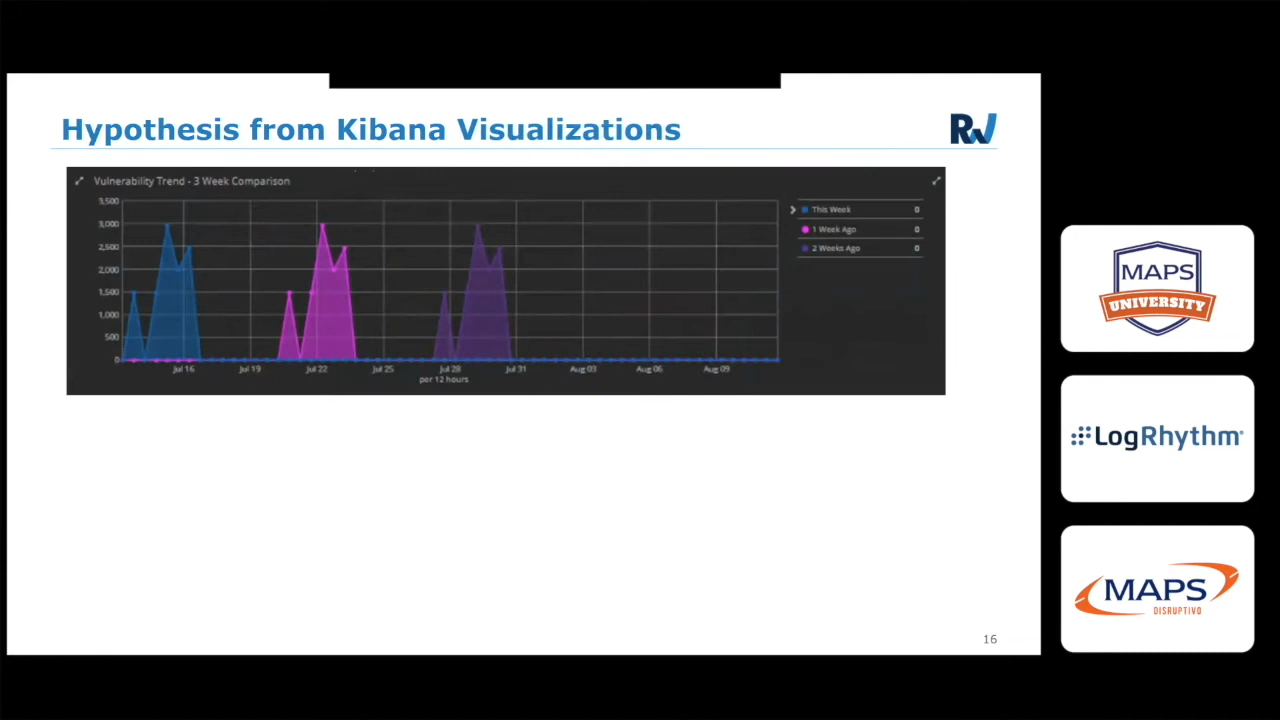 Hypothesis from Kibana Visualizations
RW
Vulnerability Trend - 3 Week Comparison
3,500
3,000
2,500
2,000
1,500
1,000
500
0
Jul 16 Jul 19 Jul 22 Jul 25 Jul 28 Jul 31 Aug 03 Aug 06 Aug 09
per 12 hours
This Week 0
1 Week Ago 0
2 Weeks Ago 0
16
MAPS
UNIVERSITY
LogRhythm
MAPS
DISRUPTIVO